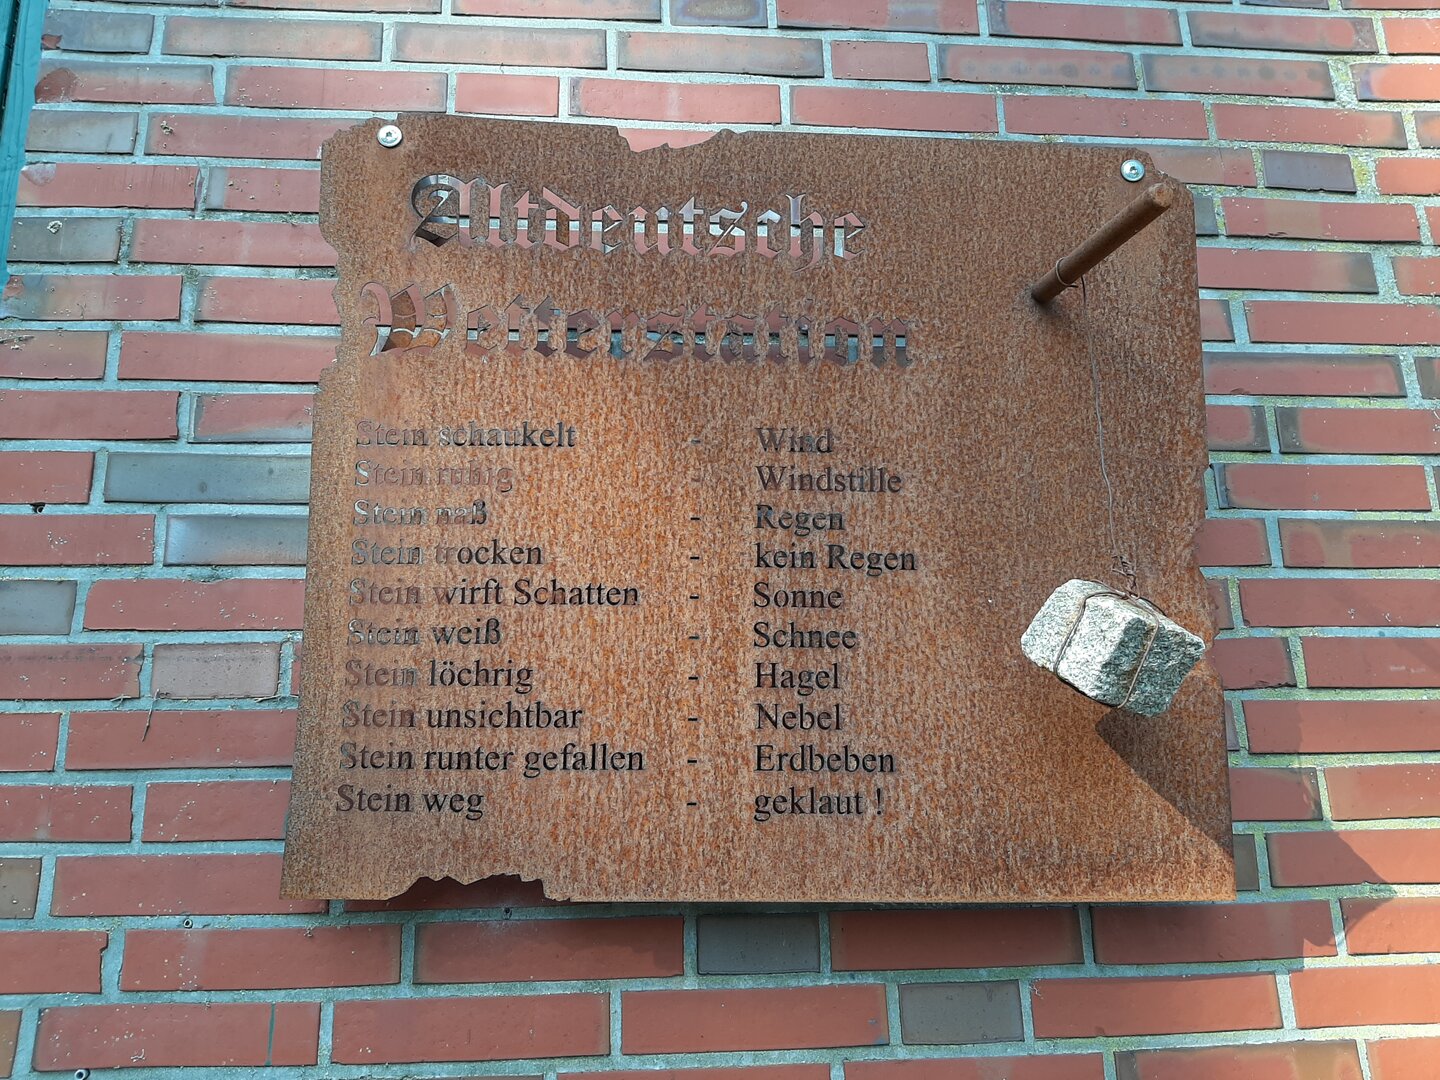 Altdeutsche
Wetterstation
Stein schaukelt - Wind
Stein ruhig - Windstille
Stein naß - Regen
Stein trocken - kein Regen
Stein wirft Schatten - Sonne
Stein weiß - Schnee
Stein löchrig - Hagel
Stein unsichtbar - Nebel
Stein runter gefallen - Erdbeben
Stein weg - geklaut !